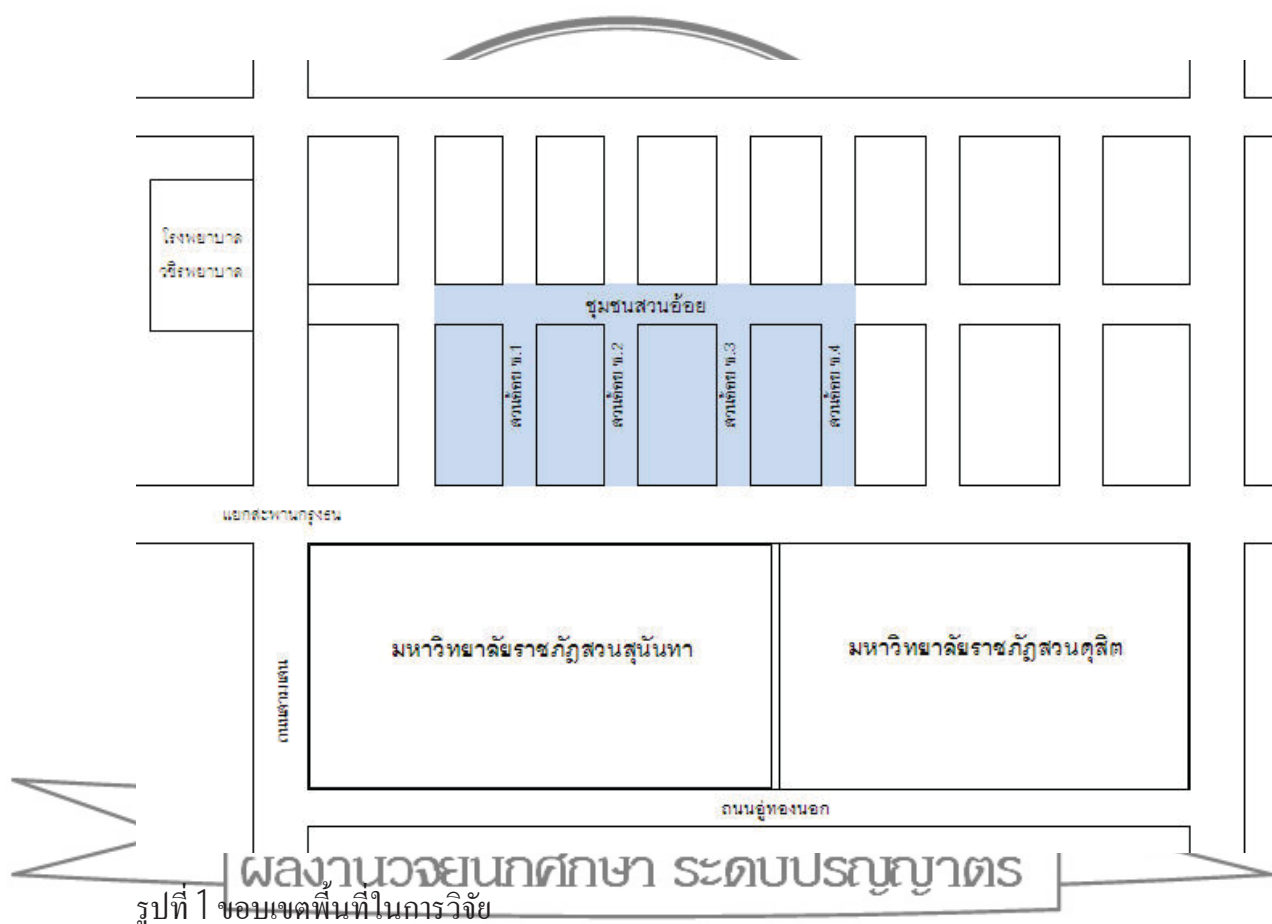 โรงพยาบาล
วชิรพยาบาล
ชุมชนสวนอ้อย
สวนอ้อย ซ.1
สวนอ้อย ซ.2
สวนอ้อย ซ.3
สวนอ้อย ซ.4
แยกสะพานกรุงธน
มหาวิทยาลัยราชภัฎสวนสุนันทา
มหาวิทยาลัยราชภัฎสวนดุสิต
ถนนสามเสน
ถนนอู่ทองนอก
ผลงานวิจัยนักศึกษา ระดับปริญญาตรี
รูปที่ 1 ขอบเขตพื้นที่ในการวิจัย